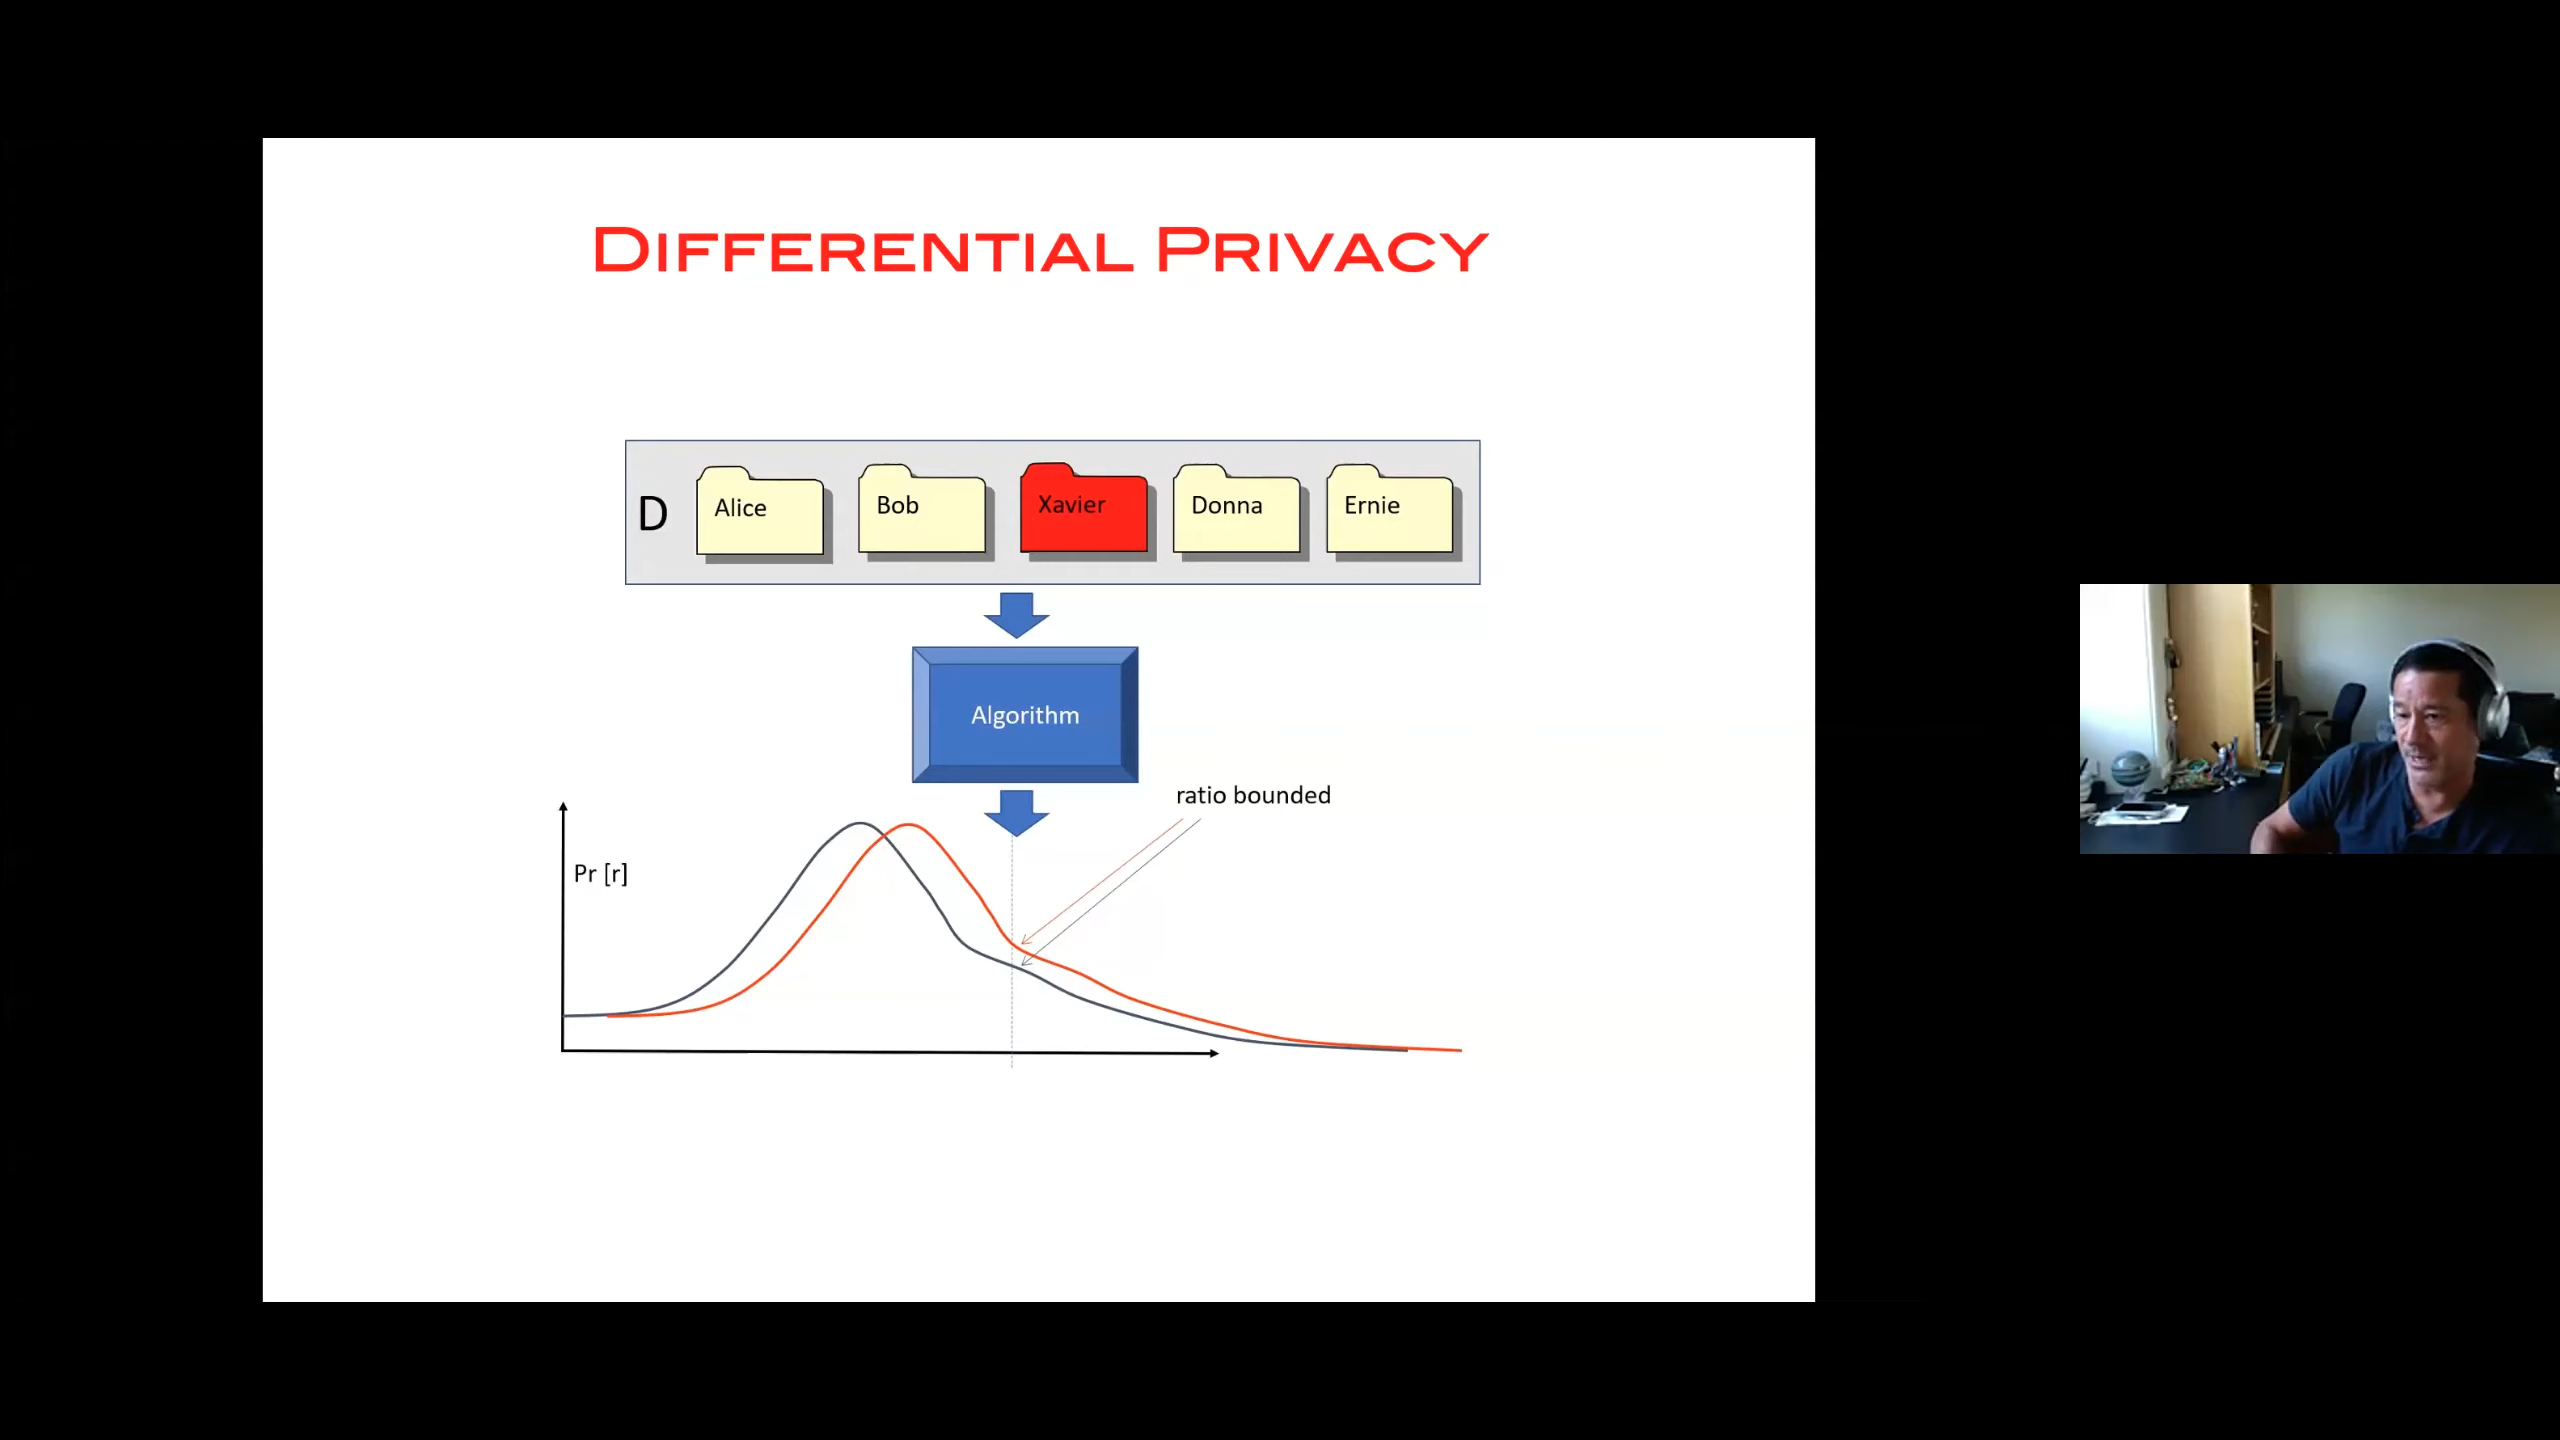 DIFFERENTIAL PRIVACY
D Alice Bob Xavier Donna Ernie
Algorithm
ratio bounded
Pr [r]